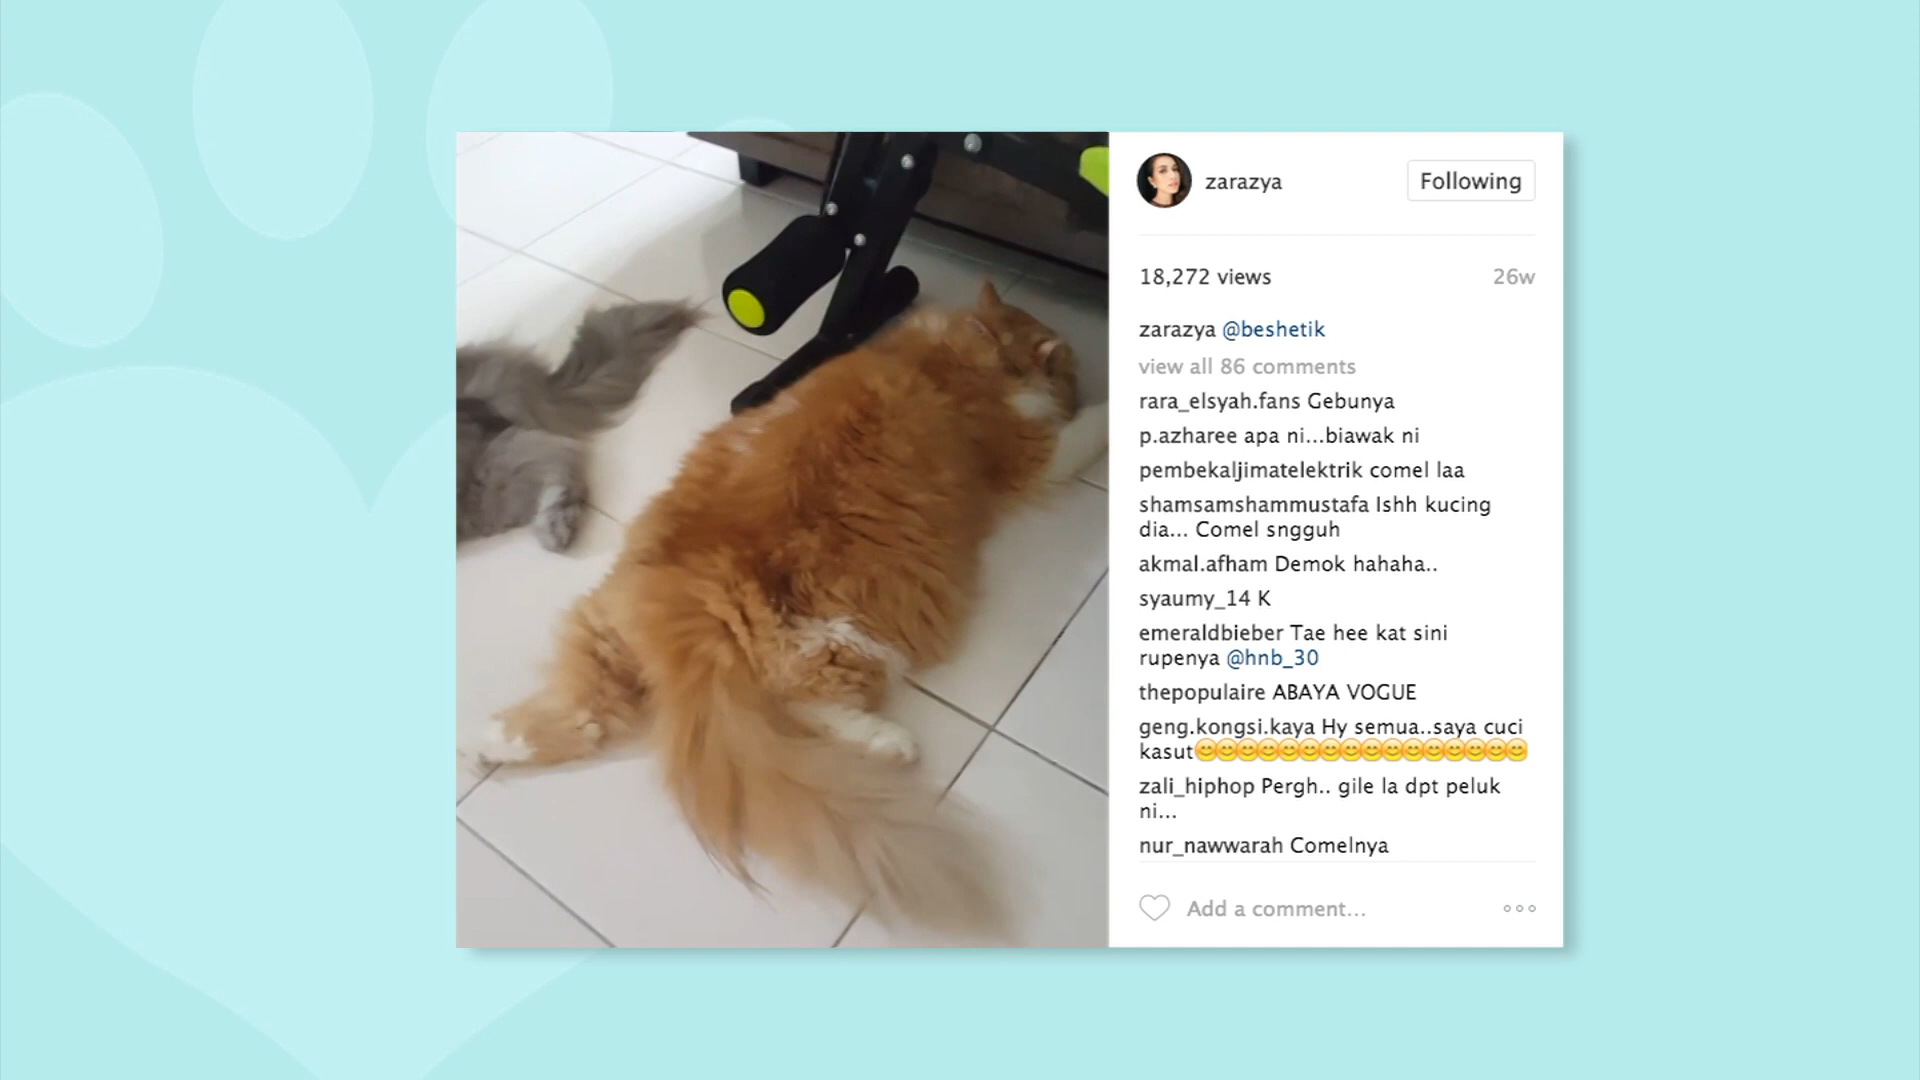 zarazya
Following
18,272 views
26w
zarazya @beshetik
view all 86 comments
rara_elsyah.fans Gebunya
p.azharee apa ni...biawak ni
pembekaljimatelektrik comel laa
shamsamshammustafa Ishh kucing
dia... Comel sngguh
akmal.afham Demok hahaha..
syaumy_14 K
emeraldbieber Tae hee kat sini
rupenya @hnb_30
thepopulaire ABAYA VOGUE
geng.kongsi.kaya Hy semua..saya cuci
kasut😊😊😊😊😊😊😊😊😊😊😊😊😊😊😊😊
zali_hiphop Pergh.. gile la dpt peluk
ni...
nur_nawwarah Comelnya
Add a comment...